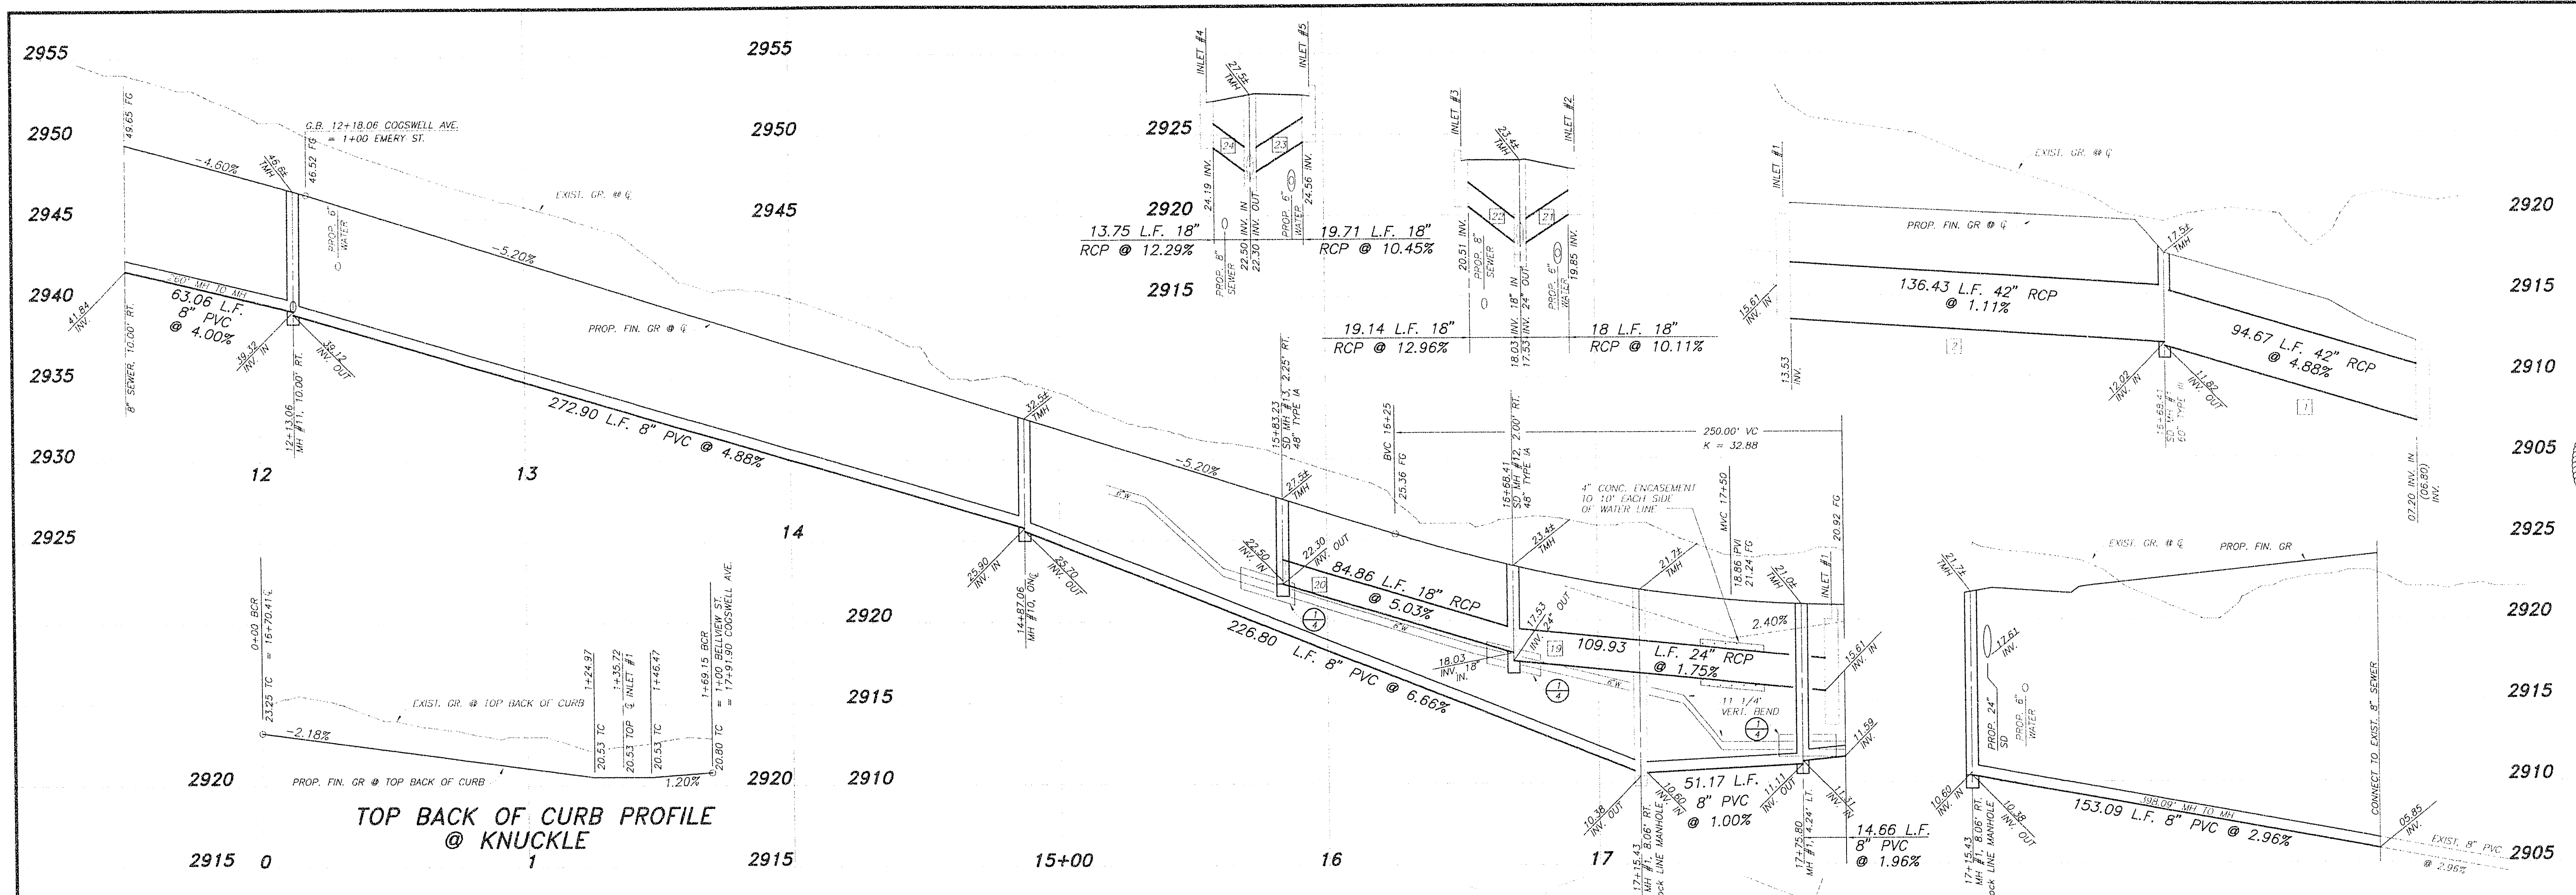 2955
2950
2945
2940
2935
2930
2925
49.65 FG
G.B. 12+18.06 COGSWELL AVE.
= 1+00 EMERY ST.
46.52 FG
46.6±
TMH
-4.60%
EXIST. GR. @ ℄
PROP. 6"
WATER
-5.20%
PROP. FIN. GR @ ℄
41.84
INV.
260' MH TO MH
63.06 L.F.
8" PVC
@ 4.00%
8" SEWER, 10.00' RT.
39.32
INV. IN
39.12
INV. OUT
12+13.06
MH #11, 10.00' RT.
272.90 L.F. 8" PVC @ 4.88%
12
13
14
2955
2950
2945
32.5±
TMH
25.90
INV. IN
25.70
INV. OUT
14+87.06
MH #10, ON ℄
226.80 L.F. 8" PVC @ 6.66%
-5.20%
8"W
15+83.23
SD MH #13, 2.25' RT.
48" TYPE IA
27.5±
TMH
22.50
INV. IN
22.30
INV. OUT
20
84.86 L.F. 18" RCP
@ 5.03%
8"W
1
4
BVC 16+25
25.36 FG
250.00' VC
K = 32.88
16+68.41
SD MH #12, 2.00' RT.
48" TYPE IA
23.4±
TMH
4" CONC. ENCASEMENT
TO 10' EACH SIDE
OF WATER LINE
18.03
INV. 18"
IN.
17.53
INV. 24" OUT
19
109.93
L.F. 24" RCP
@ 1.75%
1
4
8"W
11 1/4°
VERT. BEND
1
4
21.7±
TMH
MVC 17+50
18.86 PVI
21.24 FG
21.0±
TMH
INLET #1
20.92 FG
2.40%
15.61
INV. IN
11.59
INV.
10.38
INV. OUT
10.60
INV. IN
51.17 L.F.
8" PVC
@ 1.00%
11.11
INV. OUT
11.31
INV. IN
17+15.43
MH #1, 8.06' RT.
LINE MANHOLE
17+75.80
MH #1, 4.24' LT.
14.66 L.F.
8" PVC
@ 1.96%
2920
2915
2910
15+00
16
17
0+00 BCR
= 16+70.41 ℄
23.25 TC
-2.18%
EXIST. GR. @ TOP BACK OF CURB
PROP. FIN. GR @ TOP BACK OF CURB
1+24.97
20.53 TC
1+35.72
℄ INLET #1
20.53 TOP
1+46.47
20.53 TC
1.20%
1+69.15 BCR
= 1+00 BELLVIEW ST.
= 17+91.90 COGSWELL AVE.
20.80 TC
2920
2920
TOP BACK OF CURB PROFILE
@ KNUCKLE
2915
0
1
2915
2925
2920
2915
INLET #4
27.5±
TMH
INLET #5
24
23
24.19 INV.
22.50 INV. IN
22.30 INV. OUT
24.56 INV.
PROP. 8"
SEWER
PROP. 6"
WATER
13.75 L.F. 18"
RCP @ 12.29%
19.71 L.F. 18"
RCP @ 10.45%
INLET #3
23.4±
TMH
INLET #2
22
21
20.51 INV.
PROP. 8"
SEWER
18.03 INV. 18" IN
17.53 INV. 24" OUT
PROP. 6"
WATER
19.85 INV.
19.14 L.F. 18"
RCP @ 12.96%
18 L.F. 18"
RCP @ 10.11%
INLET #1
EXIST. GR. @ ℄
PROP. FIN. GR @ ℄
17.5±
TMH
15.61
IN
13.53
INV.
136.43 L.F. 42" RCP
@ 1.11%
2
12.02
INV. IN
11.82
INV. OUT
94.67 L.F. 42" RCP
@ 4.88%
1
07.20 INV. IN
(06.80)
INV.
2920
2915
2910
2905
21.7±
TMH
EXIST. GR. @ ℄
PROP. FIN. GR
17.61
INV.
PROP. 24"
SD
PROP. 6"
WATER
CONNECT TO EXIST. 8" SEWER
10.60
INV. IN
10.38
INV. OUT
17+15.43
MH #1, 8.06' RT.
LINE MANHOLE
398.09' MH TO MH
153.09 L.F. 8" PVC @ 2.96%
05.85
INV.
EXIST. 8" PVC
@ 2.96%
2925
2920
2915
2910
2905